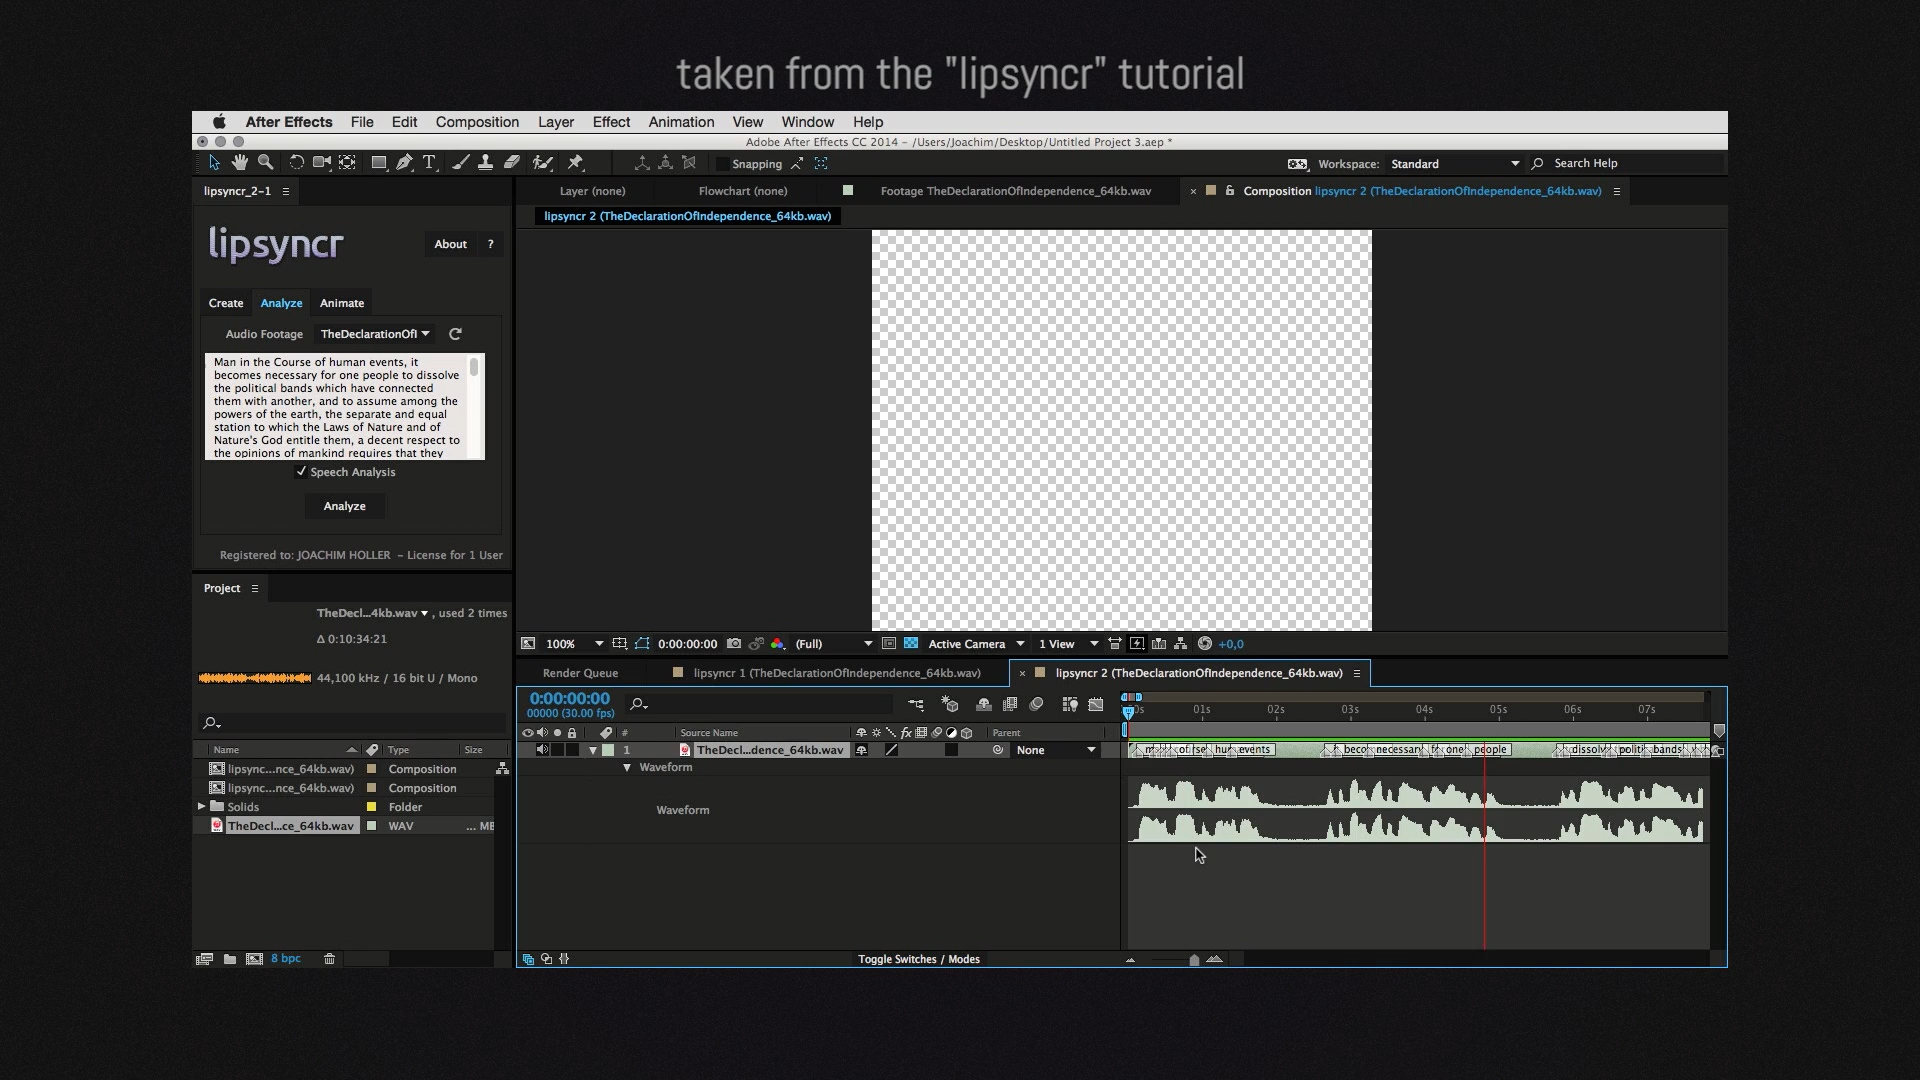 taken from the "lipsyncr" tutorial
After Effects File Edit Composition Layer Effect Animation View Window Help
Adobe After Effects CC 2014 - /Users/Joachim/Desktop/Untitled Project 3.aep *
T Snapping Workspace: Standard Search Help
lipsyncr_2-1
Layer (none) Flowchart (none) Footage TheDeclarationOfIndependence_64kb.wav × Composition lipsyncr 2 (TheDeclarationOfIndependence_64kb.wav)
lipsyncr 2 (TheDeclarationOfIndependence_64kb.wav)
lipsyncr About ?
Create Analyze Animate
Audio Footage TheDeclarationOfI
Man in the Course of human events, it
becomes necessary for one people to dissolve
the political bands which have connected
them with another, and to assume among the
powers of the earth, the separate and equal
station to which the Laws of Nature and of
Nature's God entitle them, a decent respect to
the opinions of mankind requires that they
Speech Analysis
Analyze
Registered to: JOACHIM HOLLER - License for 1 User
Project
TheDecl...4kb.wav , used 2 times
Δ 0:10:34:21
44,100 kHz / 16 bit U / Mono
Name Type Size
lipsync...nce_64kb.wav) Composition
lipsync...nce_64kb.wav) Composition
Solids Folder
TheDecl...ce_64kb.wav WAV ... MB
8 bpc
100% 0:00:00:00 (Full) Active Camera 1 View +0,0
Render Queue lipsyncr 1 (TheDeclarationOfIndependence_64kb.wav) × lipsyncr 2 (TheDeclarationOfIndependence_64kb.wav)
0:00:00:00
00000 (30.00 fps)
0s 01s 02s 03s 04s 05s 06s 07s
# Source Name fx Parent
1 TheDecl...dence_64kb.wav None
of rse hur events beco necessary f one people dissolv politi bands
Waveform
Waveform
Toggle Switches / Modes